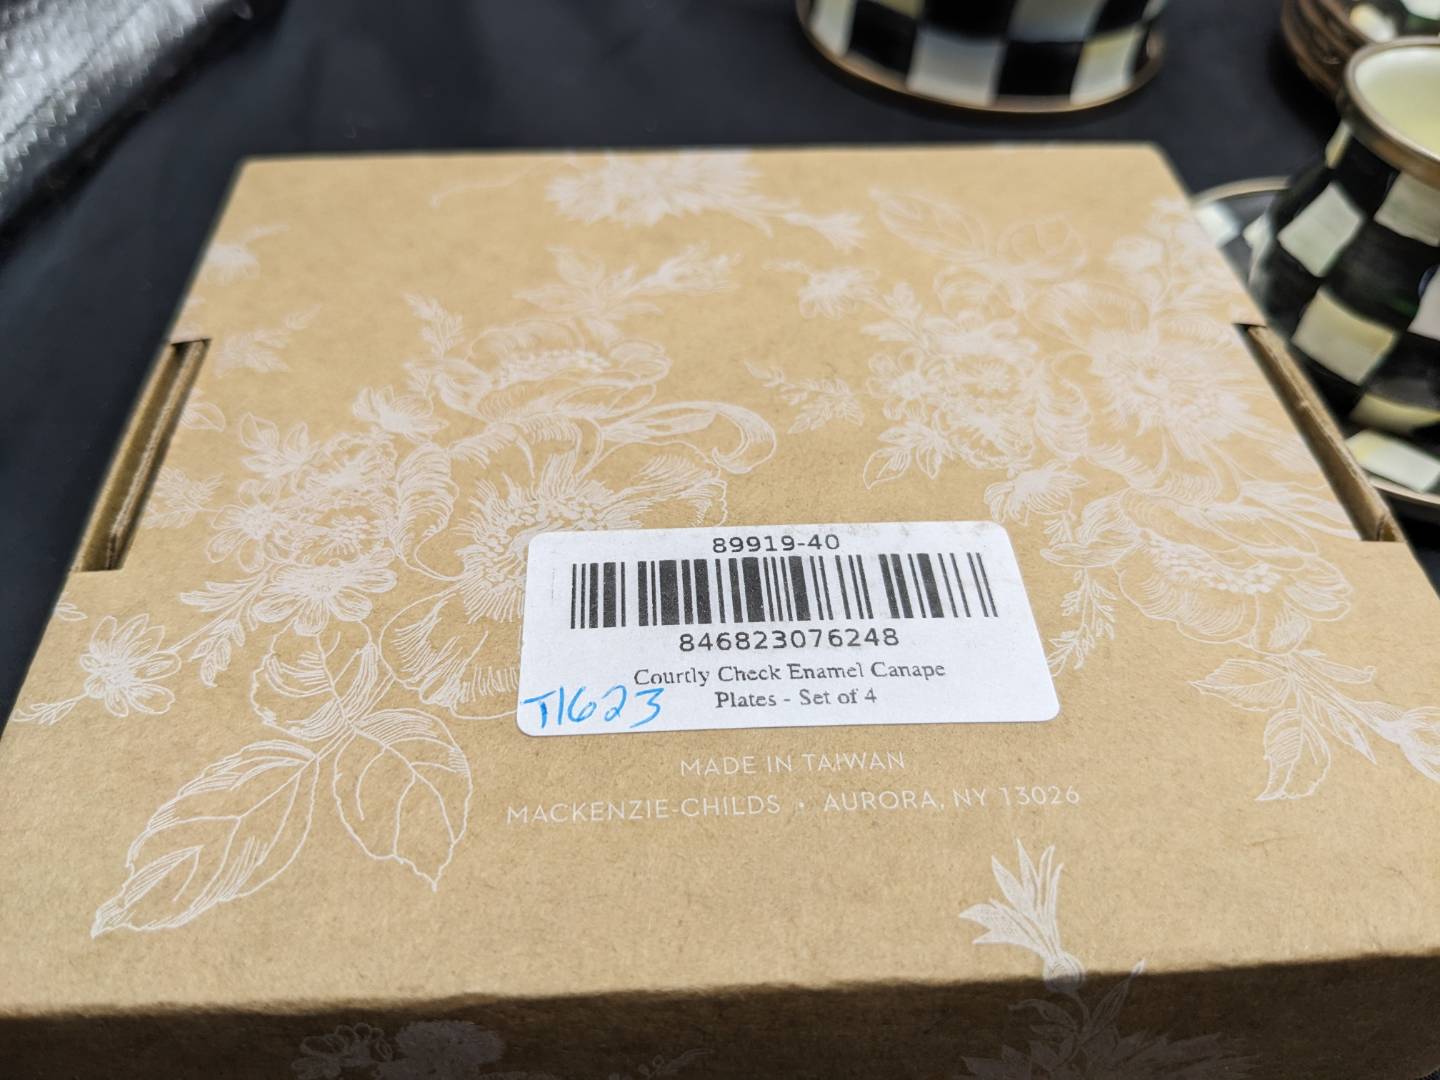 89919-40
846823076248
Courtly Check Enamel Canape
Plates - Set of 4
T1623
MADE IN TAIWAN
MACKENZIE-CHILDS • AURORA, NY 13026